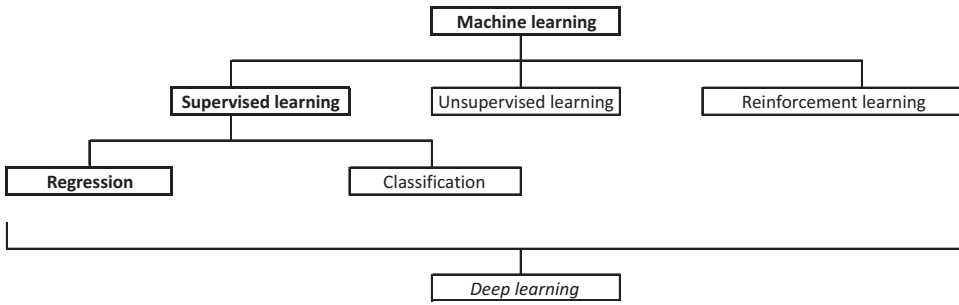 Machine learning
Supervised learning
Unsupervised learning
Reinforcement learning
Regression
Classification
Deep learning